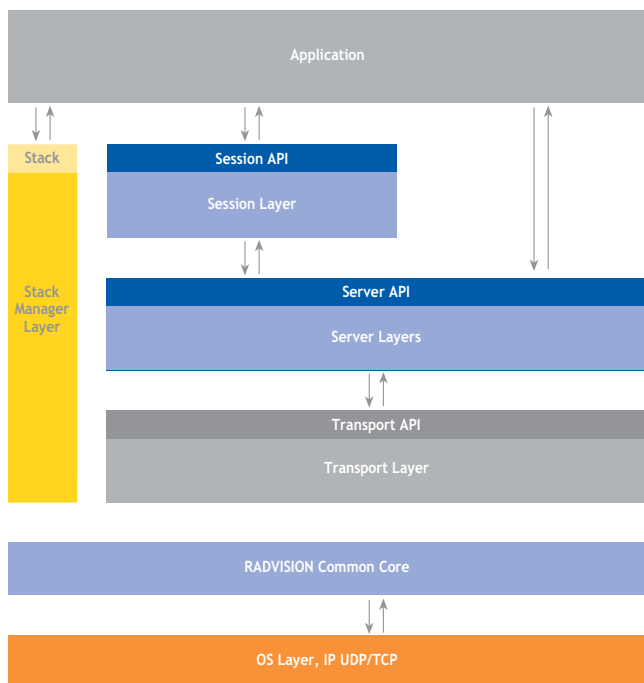 Application
Stack
Session API
Session Layer
Stack
Manager
Layer
Server API
Server Layers
Transport API
Transport Layer
RADVISION Common Core
OS Layer, IP UDP/TCP